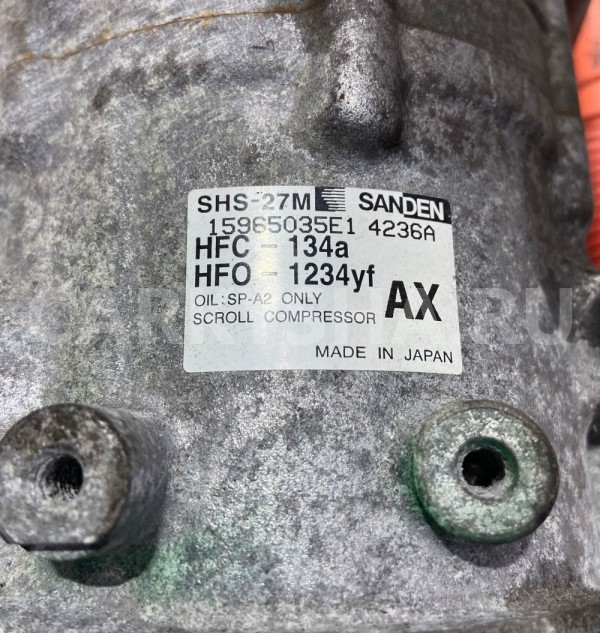 SHS-27M SANDEN
15965035E1 4236A
HFC - 134a
HFO - 1234yf
OIL:SP-A2 ONLY
SCROLL COMPRESSOR AX
MADE IN JAPAN